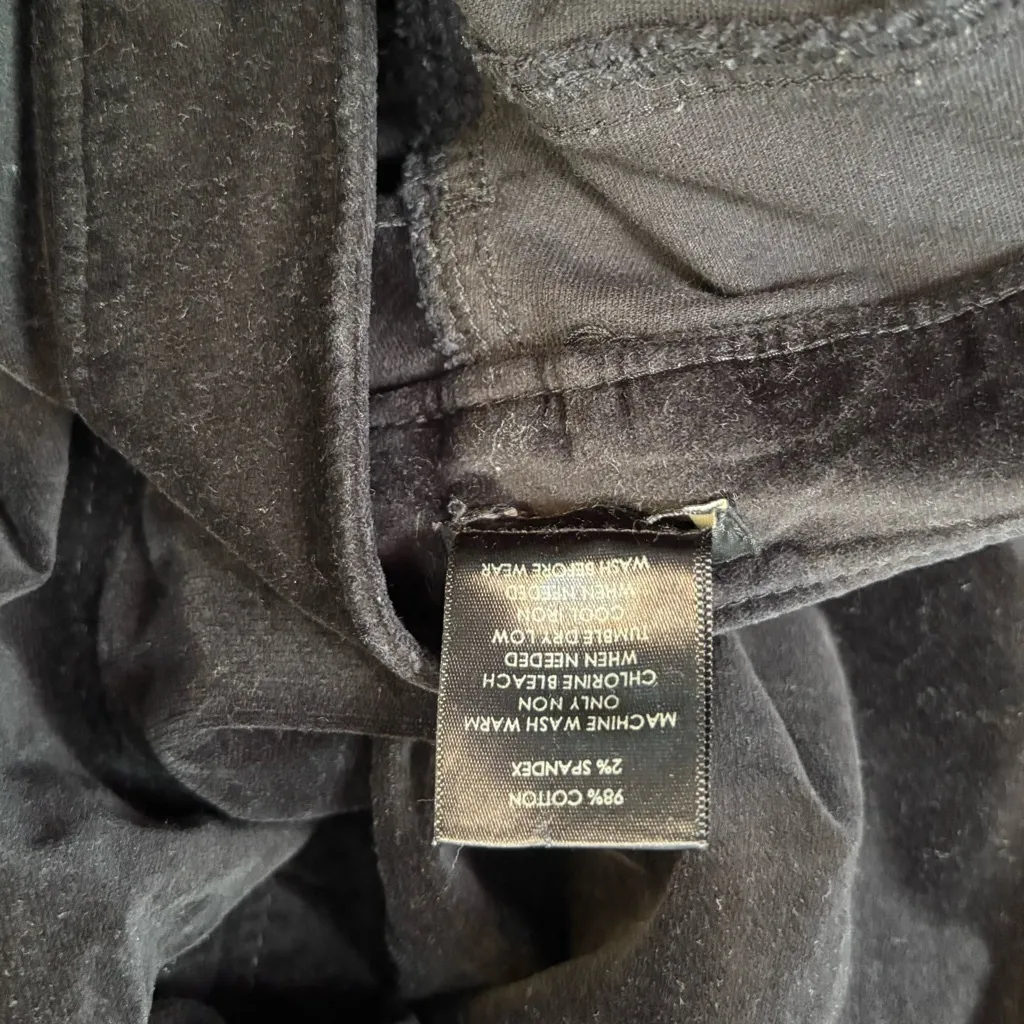 98% COTTON
2% SPANDEX
MACHINE WASH WARM
ONLY NON
CHLORINE BLEACH
WHEN NEEDED
TUMBLE DRY LOW
COOL IRON
WHEN NEEDED
WASH BEFORE WEAR